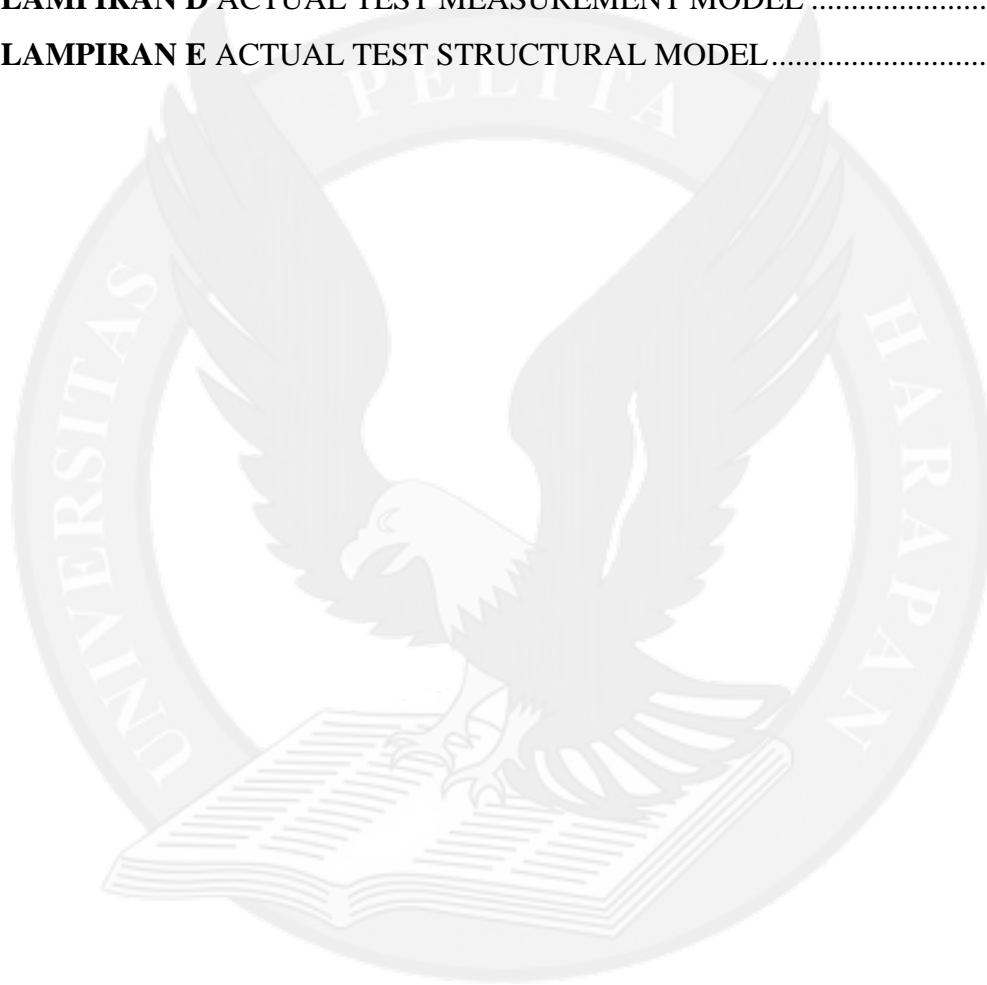 LAMPIRAN D ACTUAL TEST MEASUREMENT MODEL ......................
LAMPIRAN E ACTUAL TEST STRUCTURAL MODEL...........................
UNIVERSITAS PELITA HARAPAN